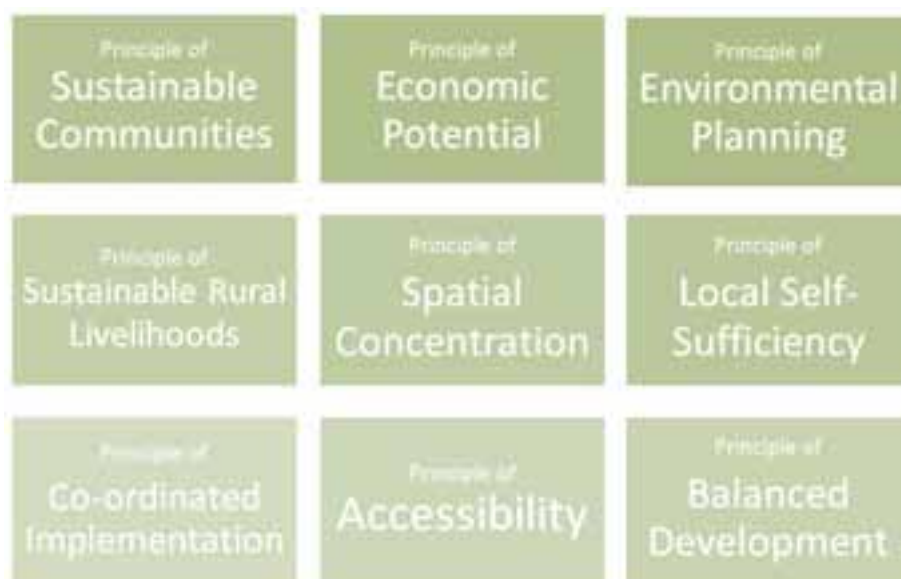 Principle of
Sustainable
Communities
Principle of
Economic
Potential
Principle of
Environmental
Planning
Principle of
Sustainable Rural
Livelihoods
Principle of
Spatial
Concentration
Principle of
Local Self-
Sufficiency
Principle of
Co-ordinated
Implementation
Principle of
Accessibility
Principle of
Balanced
Development